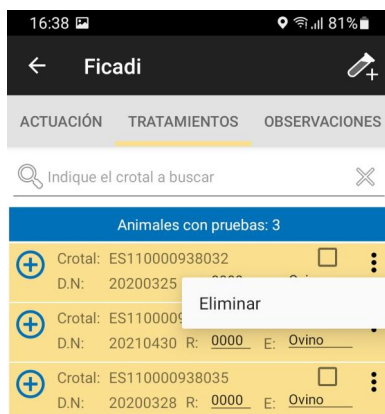 16:38 81%
Ficadi
ACTUACIÓN TRATAMIENTOS OBSERVACIONES
Indique el crotal a buscar
Animales con pruebas: 3
Crotal: ES110000938032
D.N: 20200325
Eliminar
Crotal: ES1100009
D.N: 20210430 R: 0000 E: Ovino
Crotal: ES110000938035
D.N: 20200328 R: 0000 E: Ovino